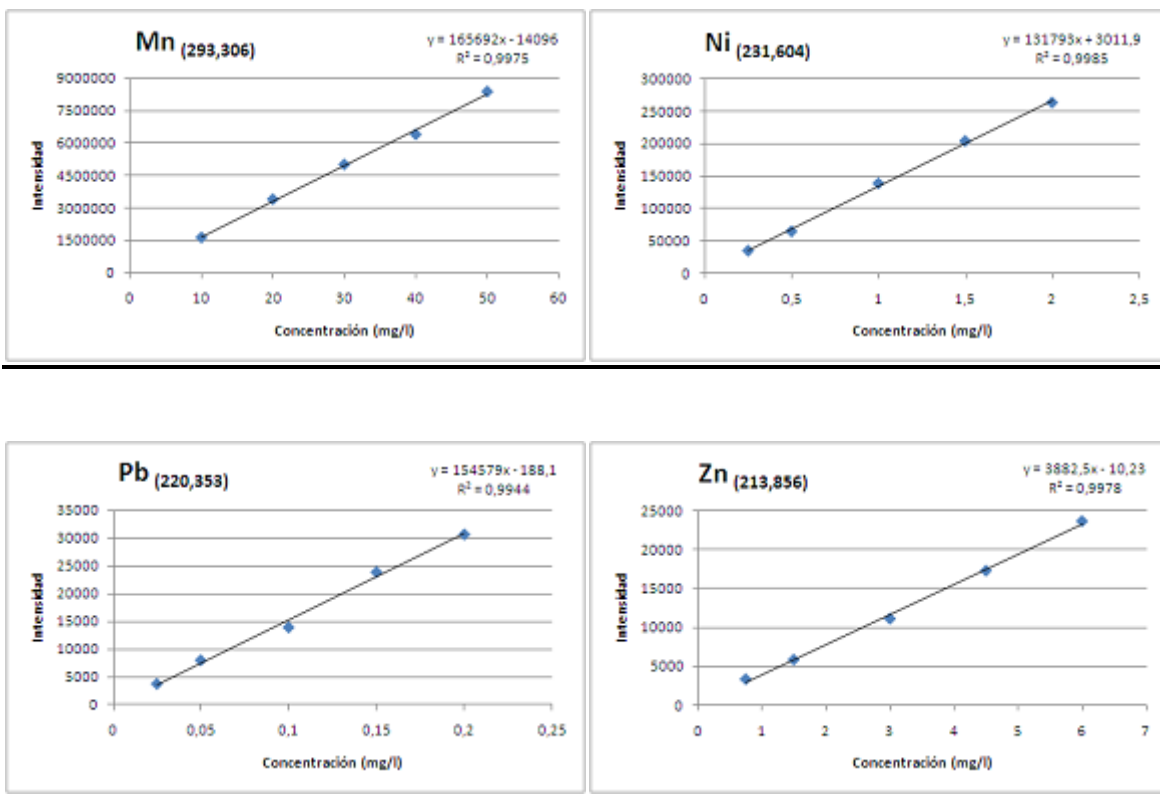 Mn (293,306)
y = 165692x - 14096
R² = 0,9975
9000000
7500000
6000000
4500000
3000000
1500000
0
Intensidad
0 10 20 30 40 50 60
Concentración (mg/l)
Ni (231,604)
y = 131793x + 3011,9
R² = 0,9985
300000
250000
200000
150000
100000
50000
0
Intensidad
0 0,5 1 1,5 2 2,5
Concentración (mg/l)
Pb (220,353)
y = 154579x - 188,1
R² = 0,9944
35000
30000
25000
20000
15000
10000
5000
0
Intensidad
0 0,05 0,1 0,15 0,2 0,25
Concentración (mg/l)
Zn (213,856)
y = 3882,5x - 10,23
R² = 0,9978
25000
20000
15000
10000
5000
0
Intensidad
0 1 2 3 4 5 6 7
Concentración (mg/l)